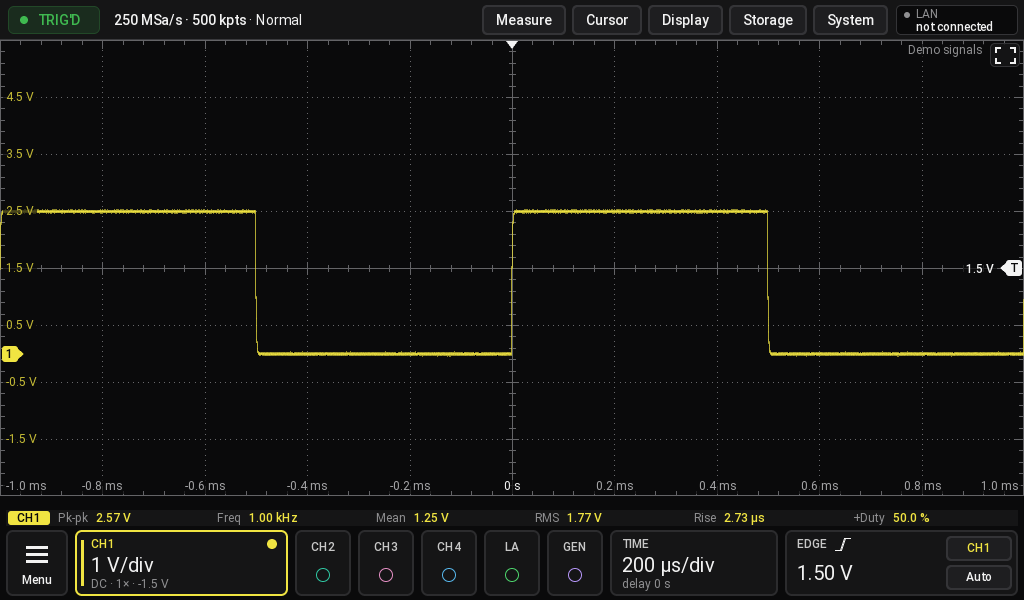 TRIG'D 250 MSa/s · 500 kpts · Normal Measure Cursor Display Storage System LAN
not connected
Demo signals
4.5 V
3.5 V
2.5 V
1.5 V 1.5 V T
0.5 V
1
-0.5 V
-1.5 V
-1.0 ms -0.8 ms -0.6 ms -0.4 ms -0.2 ms 0 s 0.2 ms 0.4 ms 0.6 ms 0.8 ms 1.0 ms
CH1 Pk-pk 2.57 V Freq 1.00 kHz Mean 1.25 V RMS 1.77 V Rise 2.73 µs +Duty 50.0 %
Menu
CH1
1 V/div
DC · 1× · -1.5 V
CH2 CH3 CH4 LA GEN
TIME
200 µs/div
delay 0 s
EDGE
1.50 V
CH1
Auto